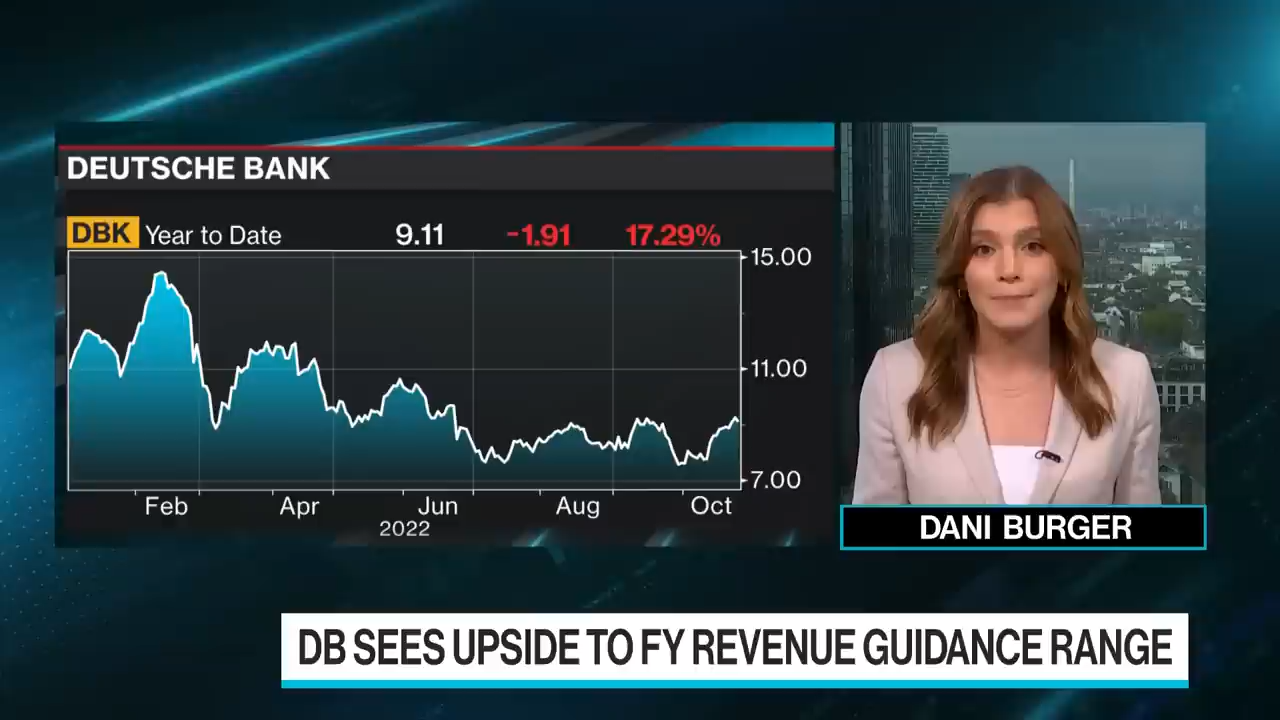 DEUTSCHE BANK
DBK Year to Date 9.11 -1.91 17.29%
15.00
11.00
7.00
Feb Apr Jun Aug Oct
2022
DANI BURGER
DB SEES UPSIDE TO FY REVENUE GUIDANCE RANGE